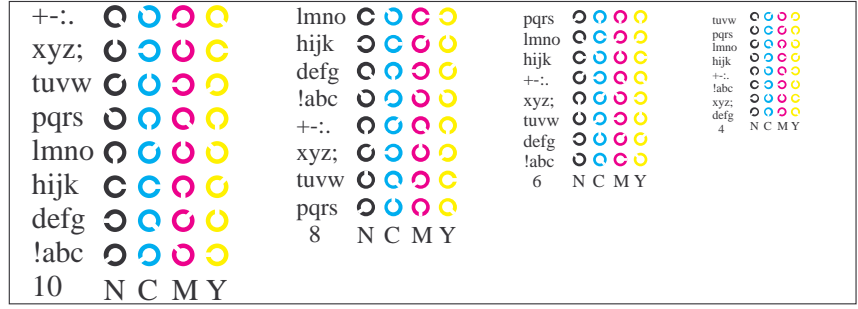 +-:.
xyz;
tuvw
pqrs
lmno
hijk
defg
!abc
10 N C M Y
lmno
hijk
defg
!abc
+-:.
xyz;
tuvw
pqrs
8 N C M Y
pqrs
lmno
hijk
+-:.
xyz;
tuvw
defg
!abc
6 N C M Y
tuvw
pqrs
lmno
hijk
+-:.
!abc
xyz;
defg
4 N C M Y